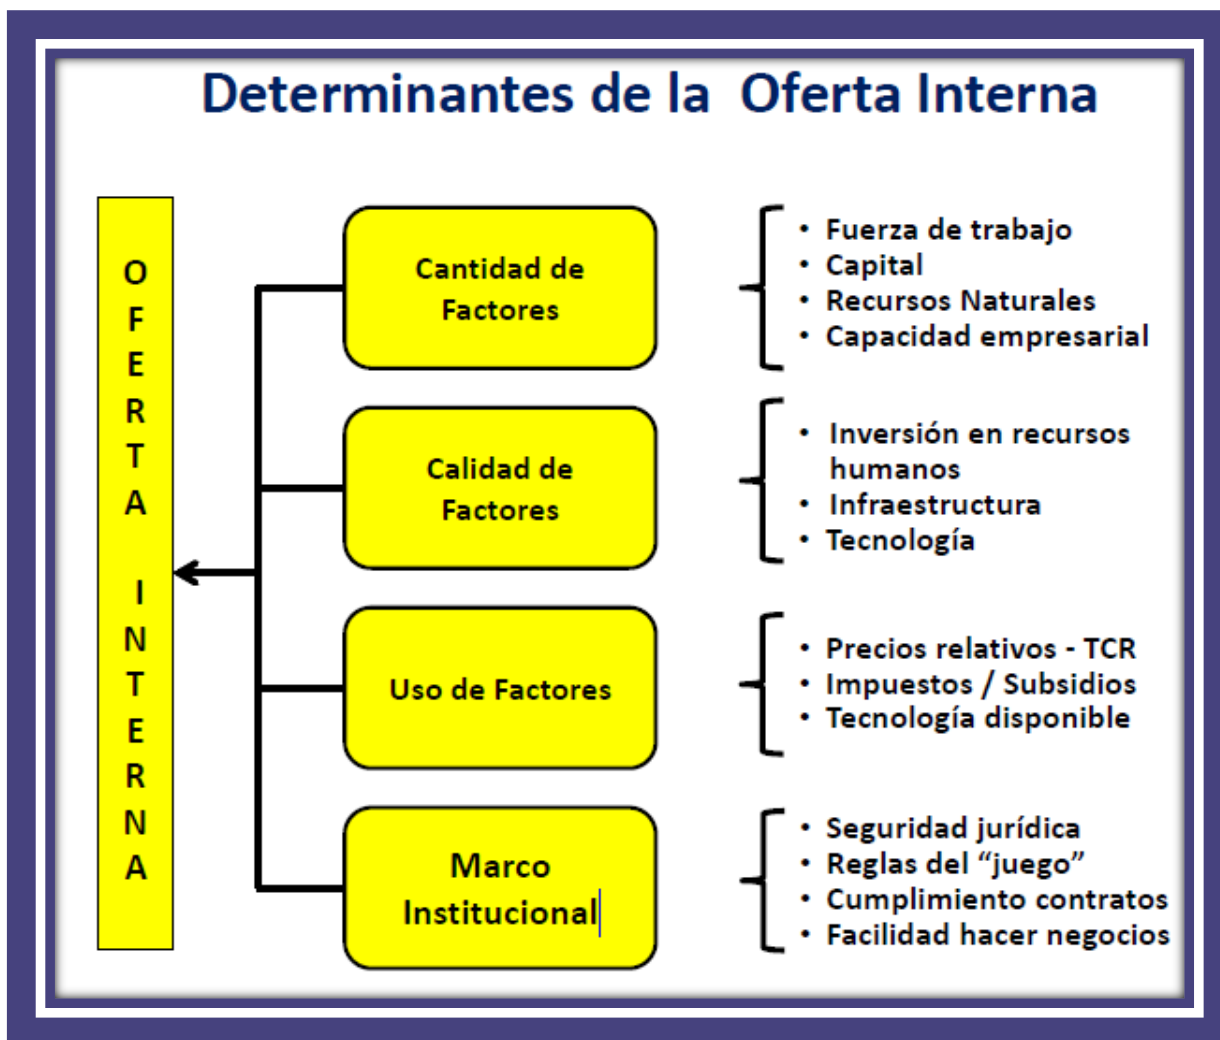 Determinantes de la Oferta Interna
OFERTA INTERNA
Cantidad de
Factores
• Fuerza de trabajo
• Capital
• Recursos Naturales
• Capacidad empresarial
Calidad de
Factores
• Inversión en recursos
humanos
• Infraestructura
• Tecnología
Uso de Factores
• Precios relativos - TCR
• Impuestos / Subsidios
• Tecnología disponible
Marco
Institucional
• Seguridad jurídica
• Reglas del “juego”
• Cumplimiento contratos
• Facilidad hacer negocios